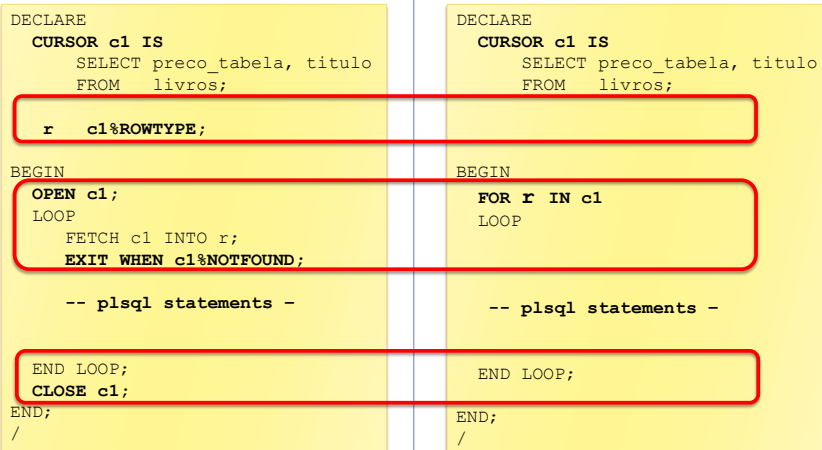 DECLARE
CURSOR c1 IS
SELECT preco_tabela, titulo
FROM livros;
r c1%ROWTYPE;
BEGIN
OPEN c1;
LOOP
FETCH c1 INTO r;
EXIT WHEN c1%NOTFOUND;
-- plsql statements –
END LOOP;
CLOSE c1;
END;
/
DECLARE
CURSOR c1 IS
SELECT preco_tabela, titulo
FROM livros;
BEGIN
FOR r IN c1
LOOP
-- plsql statements –
END LOOP;
END;
/